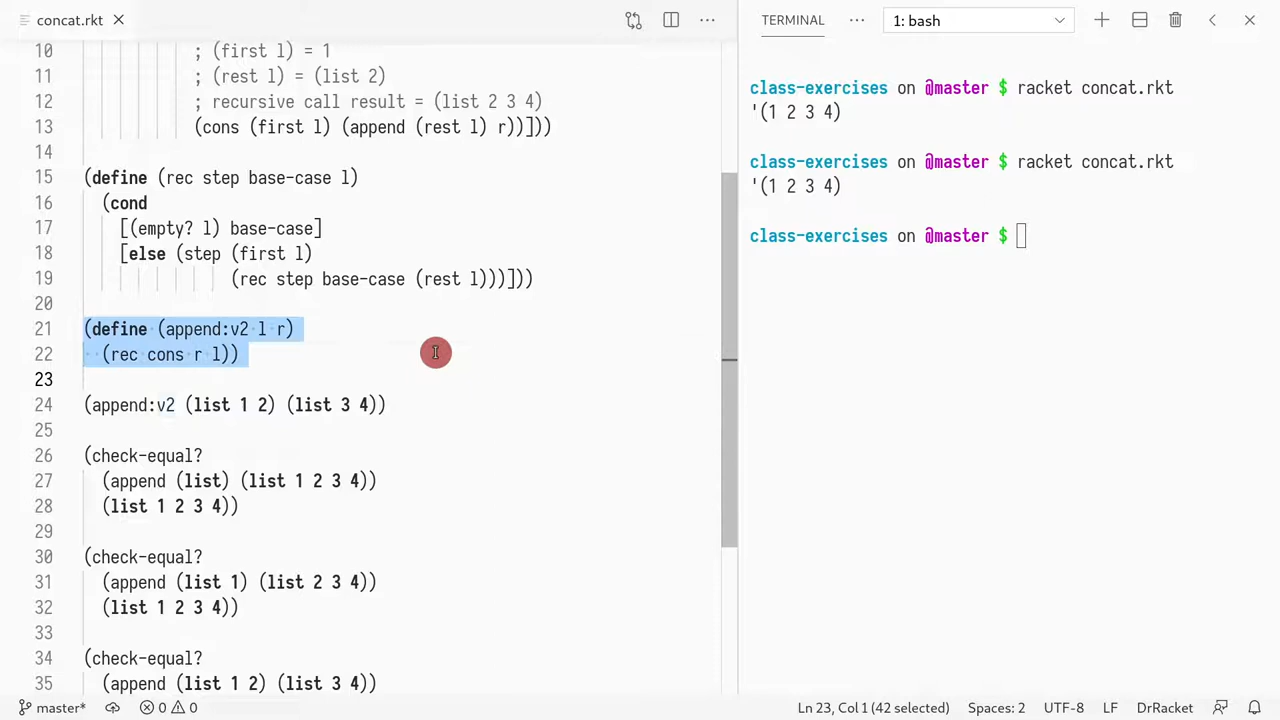 concat.rkt
10 ; (first l) = 1
11 ; (rest l) = (list 2)
12 ; recursive call result = (list 2 3 4)
13 (cons (first l) (append (rest l) r))]))
14
15 (define (rec step base-case l)
16 (cond
17 [(empty? l) base-case]
18 [else (step (first l)
19 (rec step base-case (rest l)))]))
20
21 (define (append:v2 l r)
22 (rec cons r l))
23
24 (append:v2 (list 1 2) (list 3 4))
25
26 (check-equal?
27 (append (list) (list 1 2 3 4))
28 (list 1 2 3 4))
29
30 (check-equal?
31 (append (list 1) (list 2 3 4))
32 (list 1 2 3 4))
33
34 (check-equal?
35 (append (list 1 2) (list 3 4))
TERMINAL
1: bash
class-exercises on @master $ racket concat.rkt
'(1 2 3 4)
class-exercises on @master $ racket concat.rkt
'(1 2 3 4)
class-exercises on @master $
master* 0 0 Ln 23, Col 1 (42 selected) Spaces: 2 UTF-8 LF DrRacket